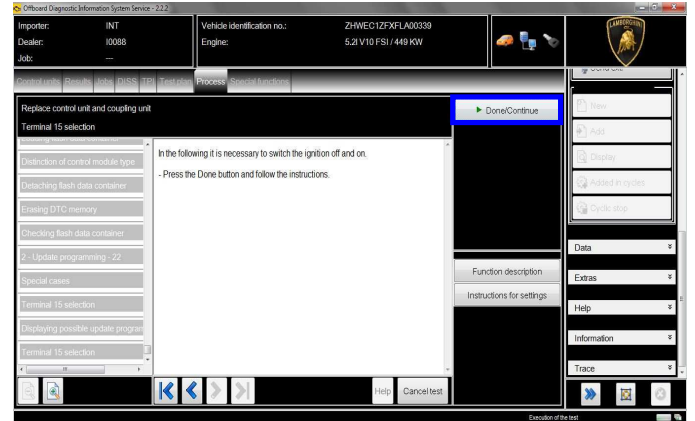 Offboard Diagnostic Information System Service - 2.2.2
Importer: INT
Dealer: I0088
Job: ---
Vehicle identification no.: ZHWEC1ZFXFLA00339
Engine: 5.2l V10 FSI / 449 KW
LAMBORGHINI
Control units Results Jobs DISS TPI Test plan Process Special functions
Replace control unit and coupling unit
Terminal 15 selection
Done/Continue
Distinction of control module type
Detaching flash data container
Erasing DTC memory
Checking flash data container
2 - Update programming - 22
Special cases
Terminal 15 selection
Displaying possible update program
Terminal 15 selection
In the following it is necessary to switch the ignition off and on.
- Press the Done button and follow the instructions.
Function description
Instructions for settings
Help
Cancel test
New
Add
Display
Added in cycles
Cyclic stop
Data
Extras
Help
Information
Trace
Execution of the test